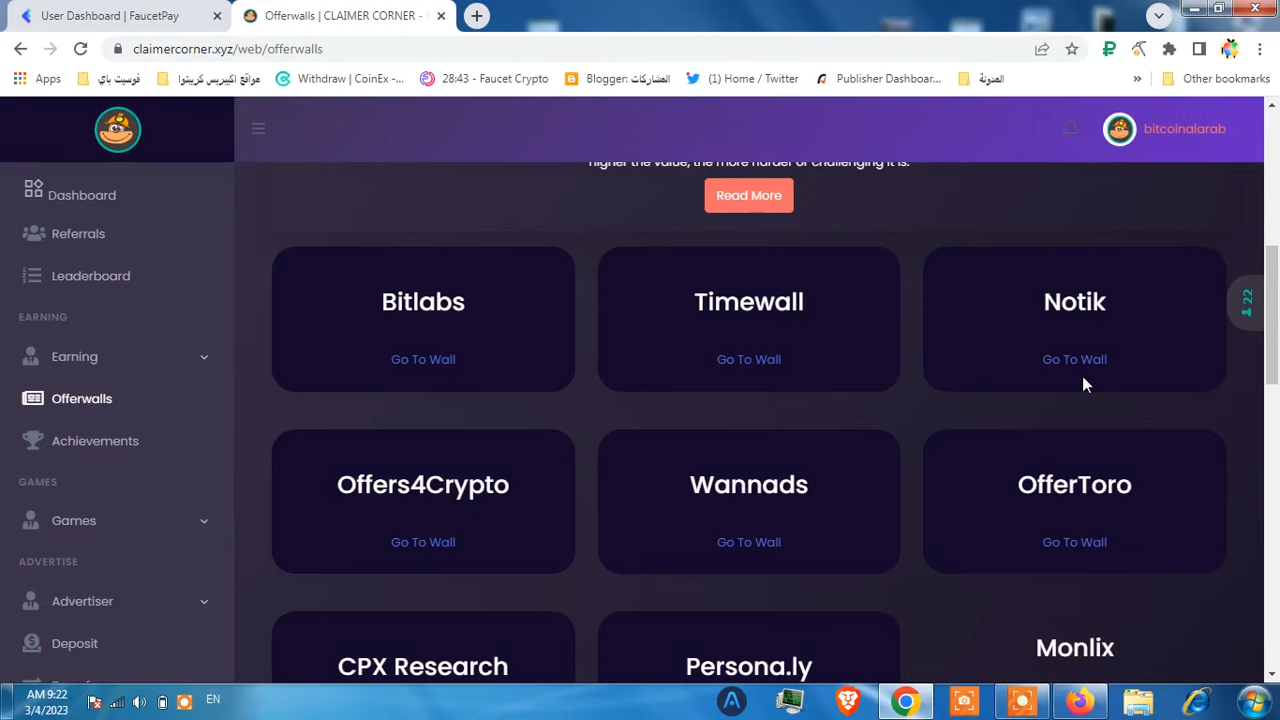 User Dashboard | FaucetPay
Offerwalls | CLAIMER CORNER -
claimercorner.xyz/web/offerwalls
Apps
فوسيت باي
مواقع اكبيريس كريبتوا
Withdraw | CoinEx -...
28:43 - Faucet Crypto
Blogger: المشاركات
(1) Home / Twitter
Publisher Dashboar...
المدونة
»
Other bookmarks
bitcoinalarab
Dashboard
Referrals
Leaderboard
EARNING
Earning
Offerwalls
Achievements
GAMES
Games
ADVERTISE
Advertiser
Deposit
higher the value, the more harder or challenging it is.
Read More
Bitlabs
Go To Wall
Timewall
Go To Wall
Notik
Go To Wall
22
Offers4Crypto
Go To Wall
Wannads
Go To Wall
OfferToro
Go To Wall
CPX Research
Persona.ly
Monlix
AM 9:22
3/4/2023
EN